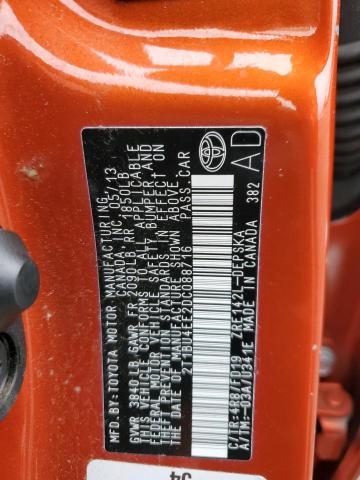 MFD.BY:TOYOTA MOTOR MANUFACTURING
CANADA, INC. 05/13
GVWR 3840 LB GAWR FR 2090LB RR 1850LB
THIS VEHICLE CONFORMS TO ALL APPLICABLE
FEDERAL MOTOR VEHICLE SAFETY, BUMPER AND
THEFT PREVENTION STANDARDS IN EFFECT ON
THE DATE OF MANUFACTURE SHOWN ABOVE.
2T1BU4EE2DC088716 PASS.CAR
C/TR:4R8/FD19 ZRE142L-DEPSKA
A/TM:-03A/U341E MADE IN CANADA 382
AD